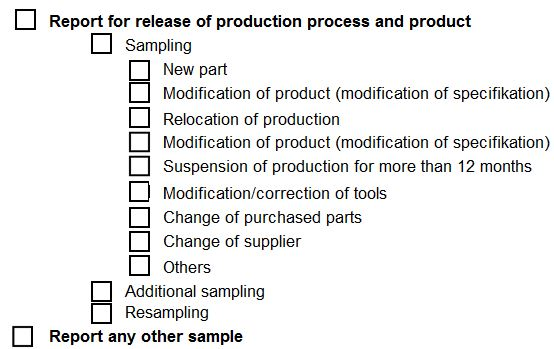 Report for release of production process and product
Sampling
New part
Modification of product (modification of specifikation)
Relocation of production
Modification of product (modification of specifikation)
Suspension of production for more than 12 months
Modification/correction of tools
Change of purchased parts
Change of supplier
Others
Additional sampling
Resampling
Report any other sample